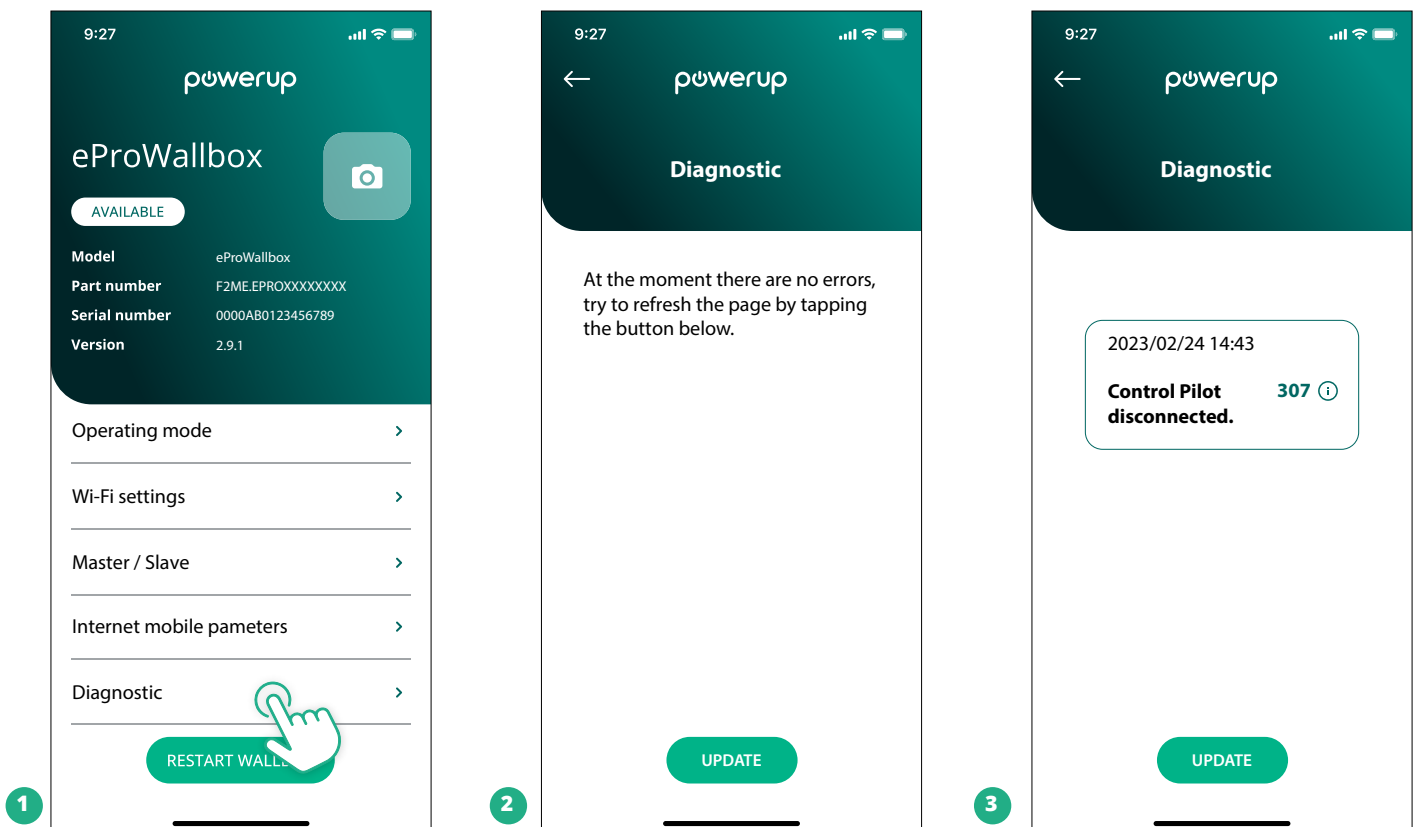 9:27
powerup
eProWallbox
AVAILABLE
Model eProWallbox
Part number F2ME.EPROXXXXXXXX
Serial number 0000AB0123456789
Version 2.9.1
Operating mode
Wi-Fi settings
Master / Slave
Internet mobile pameters
Diagnostic
RESTART
1
9:27
powerup
Diagnostic
At the moment there are no errors,
try to refresh the page by tapping
the button below.
UPDATE
2
9:27
powerup
Diagnostic
2023/02/24 14:43
Control Pilot 307
disconnected.
UPDATE
3